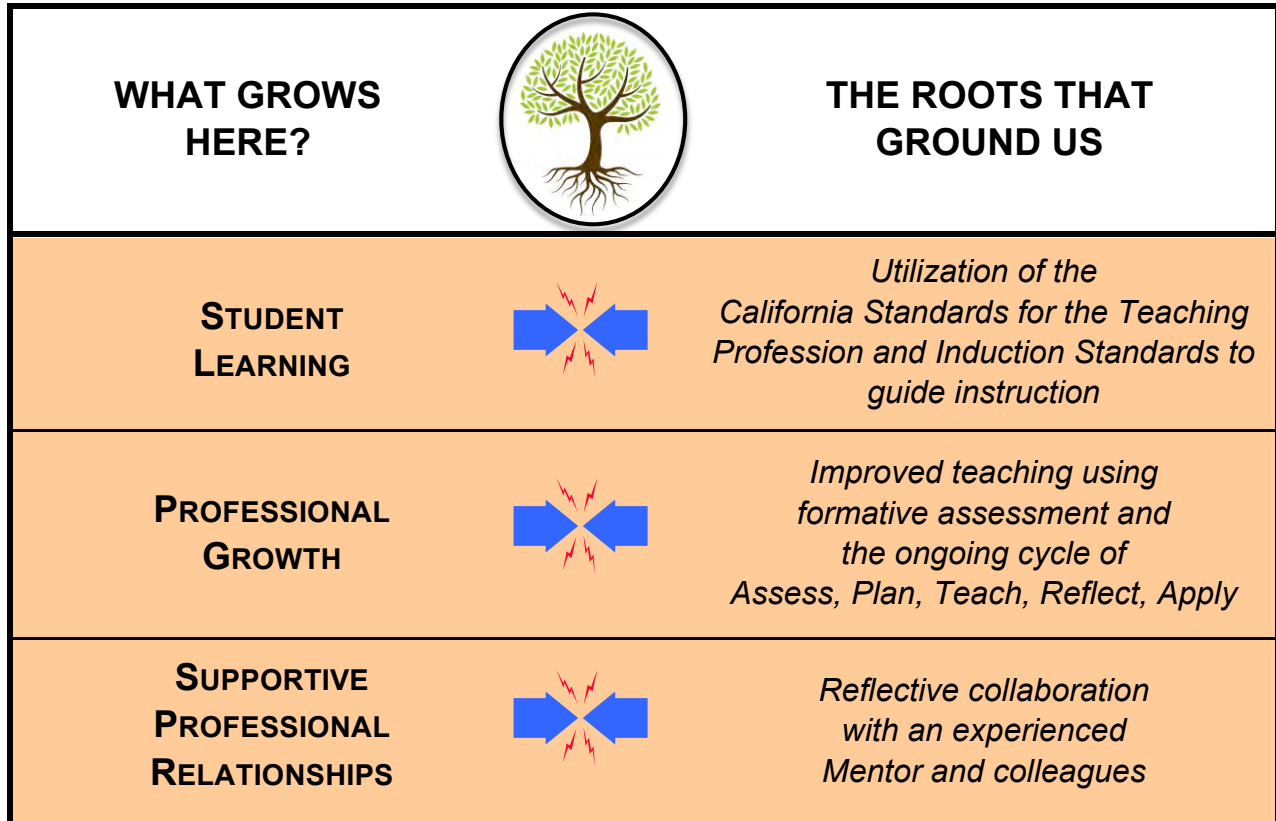 WHAT GROWS
HERE?
THE ROOTS THAT
GROUND US
STUDENT
LEARNING
Utilization of the
California Standards for the Teaching
Profession and Induction Standards to
guide instruction
PROFESSIONAL
GROWTH
Improved teaching using
formative assessment and
the ongoing cycle of
Assess, Plan, Teach, Reflect, Apply
SUPPORTIVE
PROFESSIONAL
RELATIONSHIPS
Reflective collaboration
with an experienced
Mentor and colleagues